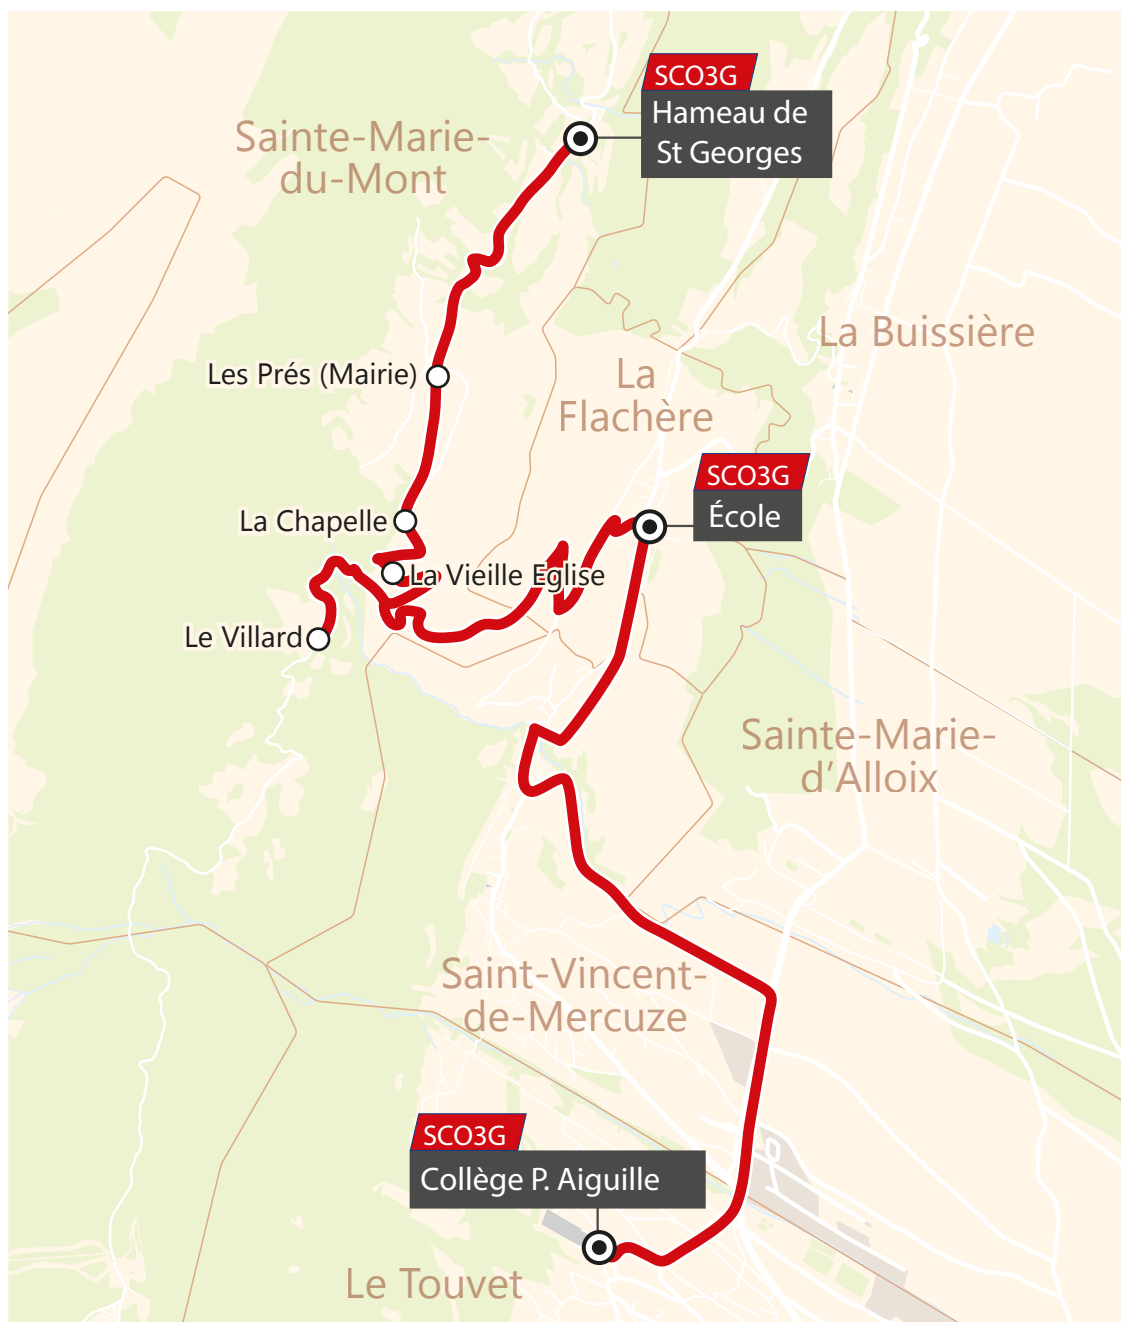 SCO3G
Hameau de
St Georges
Sainte-Marie-
du-Mont
La Buissière
Les Prés (Mairie)
La
Flachère
SCO3G
École
La Chapelle
La Vieille Eglise
Le Villard
Sainte-Marie-
d’Alloix
Saint-Vincent-
de-Mercuze
SCO3G
Collège P. Aiguille
Le Touvet